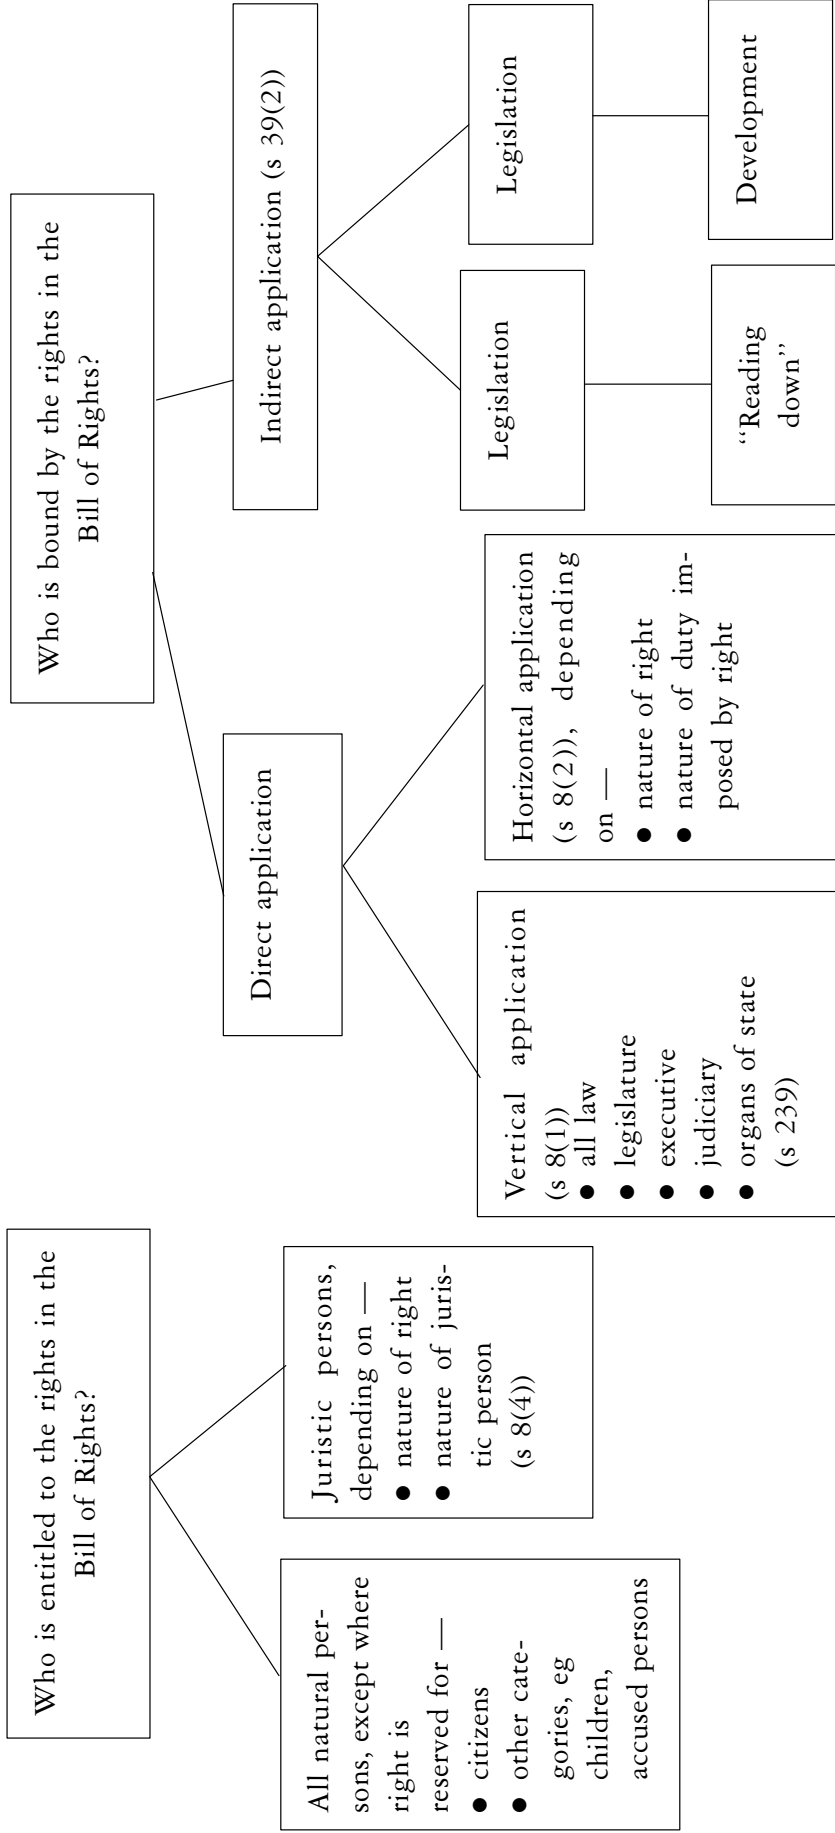 Who is entitled to the rights in the
Bill of Rights?
All natural per-
sons, except where
right is
reserved for —
● citizens
● other cate-
gories, eg
children,
accused persons
Juristic persons,
depending on —
● nature of right
● nature of juris-
tic person
(s 8(4))
Who is bound by the rights in the
Bill of Rights?
Direct application
Vertical application
(s 8(1))
● all law
● legislature
● executive
● judiciary
● organs of state
(s 239)
Horizontal application
(s 8(2)), depending
on —
● nature of right
● nature of duty im-
posed by right
Indirect application (s 39(2))
Legislation
“Reading
down”
Legislation
Development